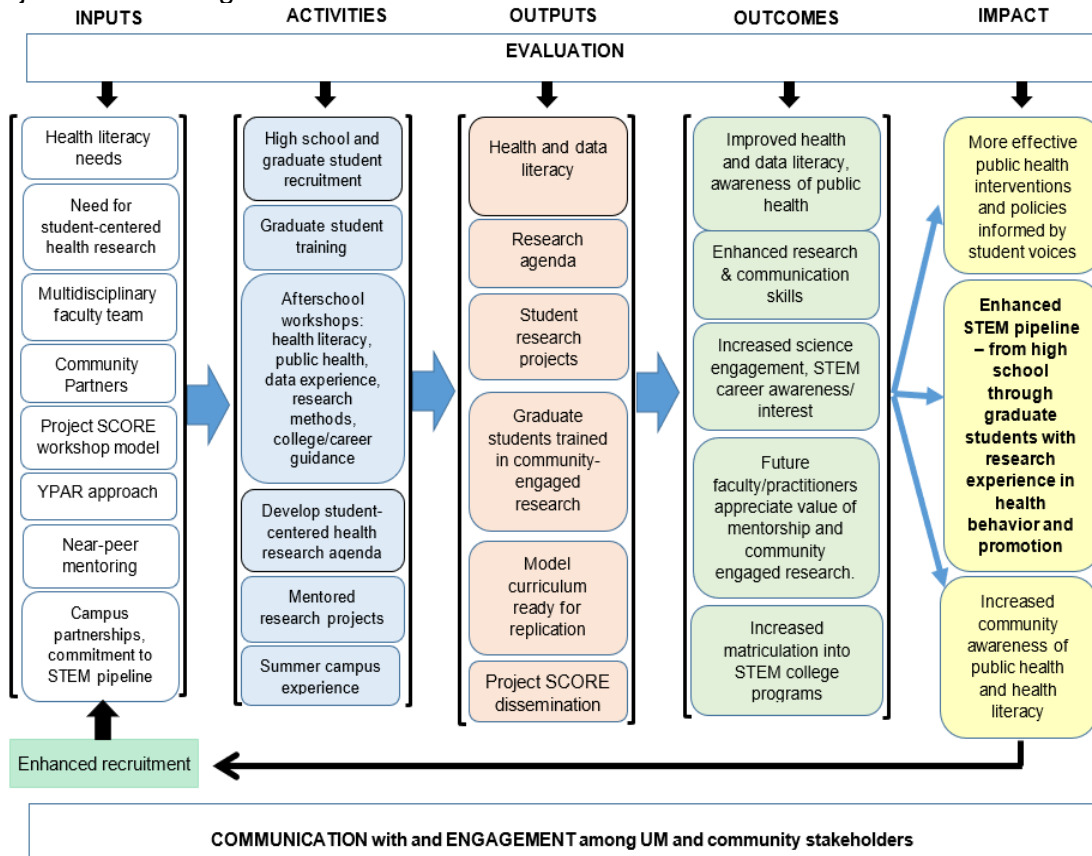 INPUTS
ACTIVITIES
OUTPUTS
OUTCOMES
IMPACT
EVALUATION
Health literacy
needs
Need for
student-centered
health research
Multidisciplinary
faculty team
Community
Partners
Project SCORE
workshop model
YPAR approach
Near-peer
mentoring
Campus
partnerships,
commitment to
STEM pipeline
High school and
graduate student
recruitment
Graduate student
training
Afterschool
workshops:
health literacy,
public health,
data experience,
research
methods,
college/career
guidance
Develop student-
centered health
research agenda
Mentored
research projects
Summer campus
experience
Health and data
literacy
Research
agenda
Student
research
projects
Graduate
students trained
in community-
engaged
research
Model
curriculum
ready for
replication
Project SCORE
dissemination
Improved health
and data literacy,
awareness of public
health
Enhanced research
& communication
skills
Increased science
engagement, STEM
career awareness/
interest
Future
faculty/practitioners
appreciate value of
mentorship and
community
engaged research.
Increased
matriculation into
STEM college
programs
More effective
public health
interventions
and policies
informed by
student voices
Enhanced
STEM pipeline
– from high
school
through
graduate
students with
research
experience in
health
behavior and
promotion
Increased
community
awareness of
public health
and health
literacy
Enhanced recruitment
COMMUNICATION with and ENGAGEMENT among UM and community stakeholders